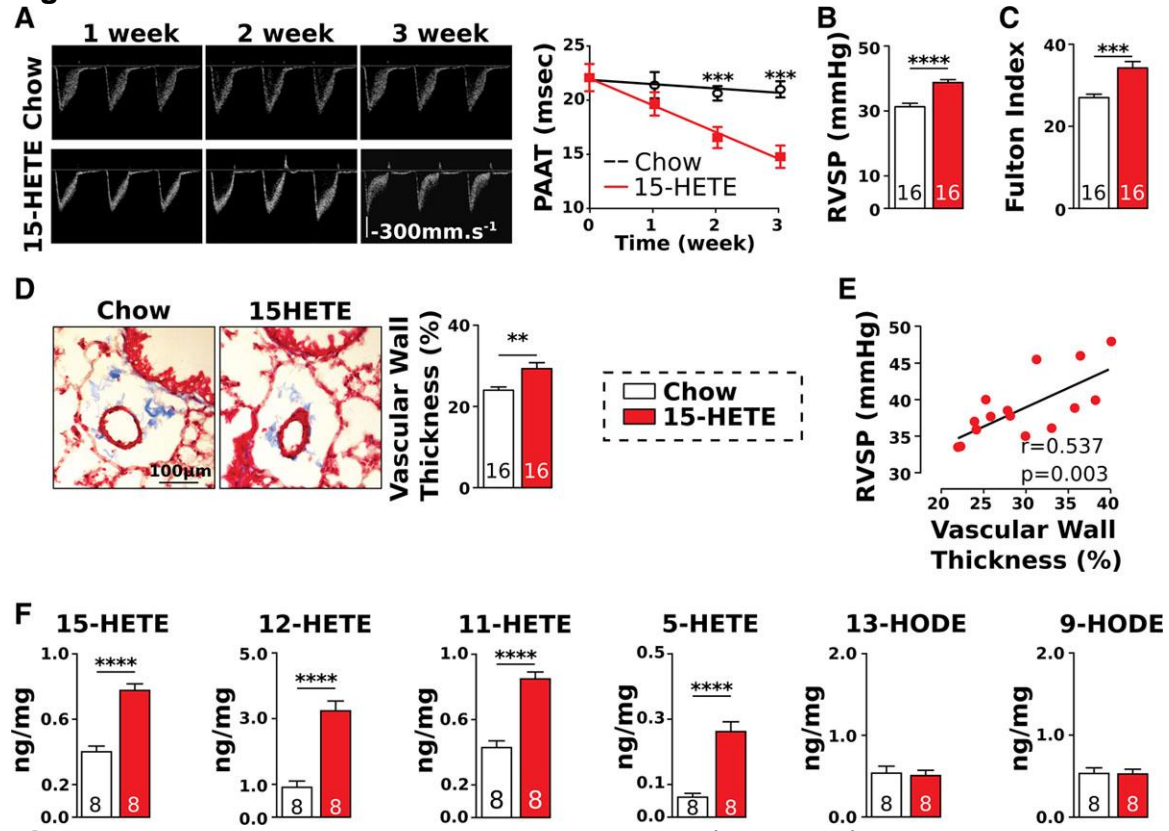 A
1 week 2 week 3 week
Chow
15-HETE
-300mm.s-1
PAAT (msec)
25
20
15
10
*** ***
Chow
15-HETE
0 1 2 3
Time (week)
B
RVSP (mmHg)
50
30
10
0
****
16 16
C
Fulton Index
40
20
0
***
16 16
D
Chow 15HETE
100μm
Vascular Wall
Thickness (%)
40
20
0
**
16 16
Chow
15-HETE
E
RVSP (mmHg)
50
45
40
35
30
r=0.537
p=0.003
20 25 30 35 40
Vascular Wall
Thickness (%)
F
15-HETE
ng/mg
1.0
0.6
0.2
0.0
****
8 8
12-HETE
ng/mg
5.0
3.0
1.0
0.0
****
8 8
11-HETE
ng/mg
1.0
0.6
0.2
0.0
****
8 8
5-HETE
ng/mg
0.5
0.3
0.1
0.0
****
8 8
13-HODE
ng/mg
2.0
1.0
0.0
8 8
9-HODE
ng/mg
2.0
1.0
0.0
8 8